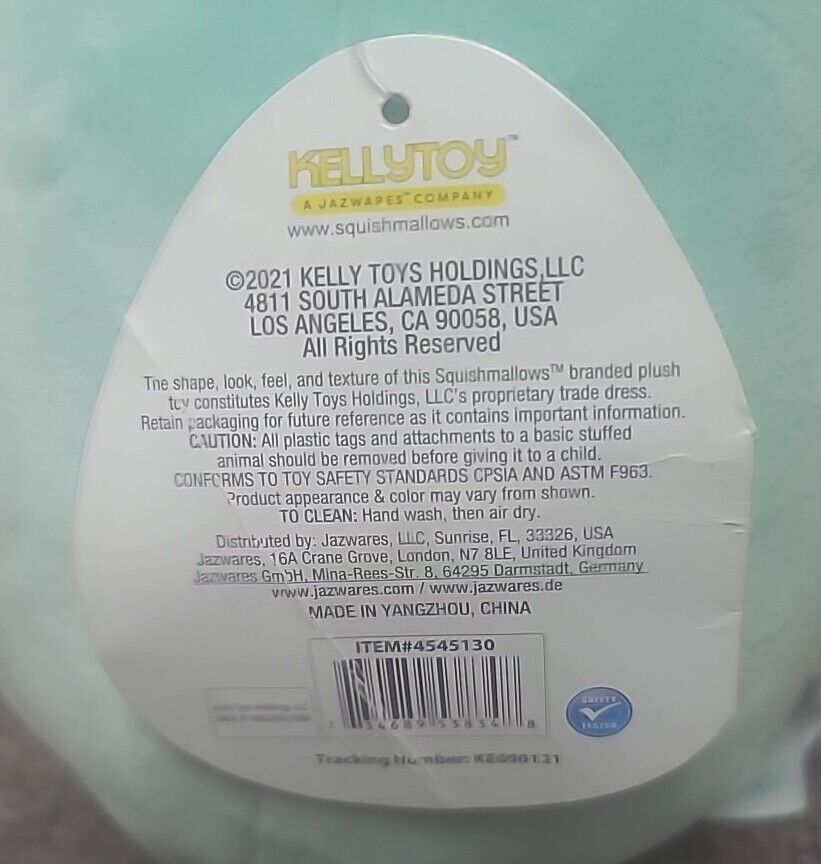 KELLYTOY™
A JAZWARES™ COMPANY
www.squishmallows.com
©2021 KELLY TOYS HOLDINGS,LLC
4811 SOUTH ALAMEDA STREET
LOS ANGELES, CA 90058, USA
All Rights Reserved
The shape, look, feel, and texture of this Squishmallows™ branded plush
toy constitutes Kelly Toys Holdings, LLC's proprietary trade dress.
Retain packaging for future reference as it contains important information.
CAUTION: All plastic tags and attachments to a basic stuffed
animal should be removed before giving it to a child.
CONFORMS TO TOY SAFETY STANDARDS CPSIA AND ASTM F963.
Product appearance & color may vary from shown.
TO CLEAN: Hand wash, then air dry.
Distributed by: Jazwares, LLC, Sunrise, FL, 33326, USA
Jazwares, 16A Crane Grove, London, N7 8LE, United Kingdom
Jazwares GmbH, Mina-Rees-Str. 8, 64295 Darmstadt, Germany
www.jazwares.com / www.jazwares.de
MADE IN YANGZHOU, CHINA
ITEM#4545130
7 34689 53834 8
SAFETY
TESTED
Tracking Number: KE090121